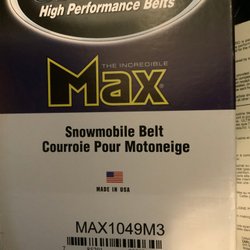 High Performance Belts
THE INCREDIBLE
Max
Snowmobile Belt
Courroie Pour Motoneige
MADE IN USA
MAX1049M3